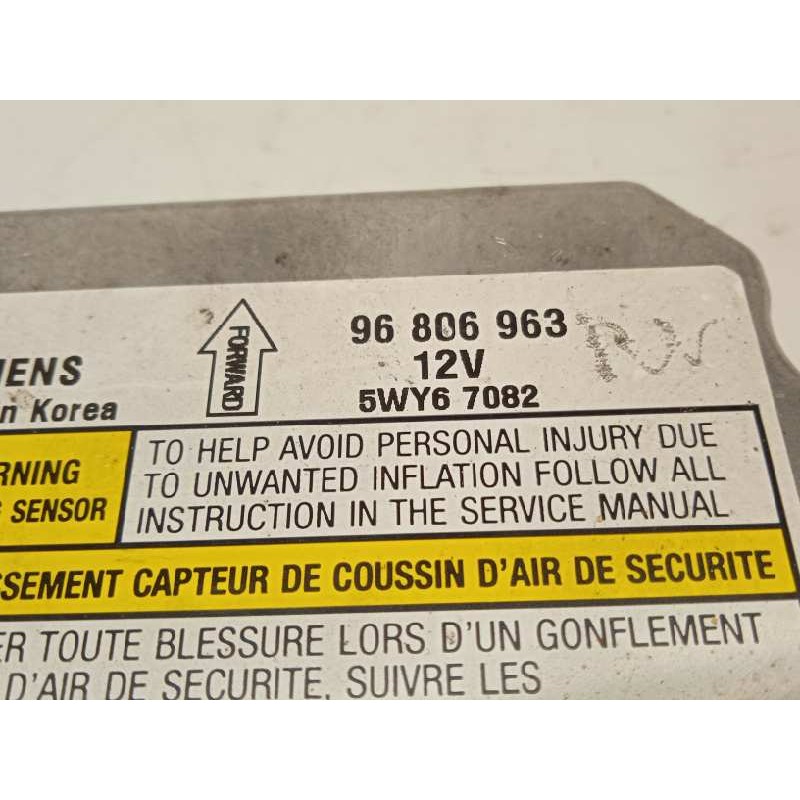 96 806 963
12V
5WY6 7082
FORWARD
IENS
n Korea
RNING
SENSOR
TO HELP AVOID PERSONAL INJURY DUE
TO UNWANTED INFLATION FOLLOW ALL
INSTRUCTION IN THE SERVICE MANUAL
SSEMENT CAPTEUR DE COUSSIN D'AIR DE SECURITE
ER TOUTE BLESSURE LORS D'UN GONFLEMENT
D'AIR DE SECURITE, SUIVRE LES